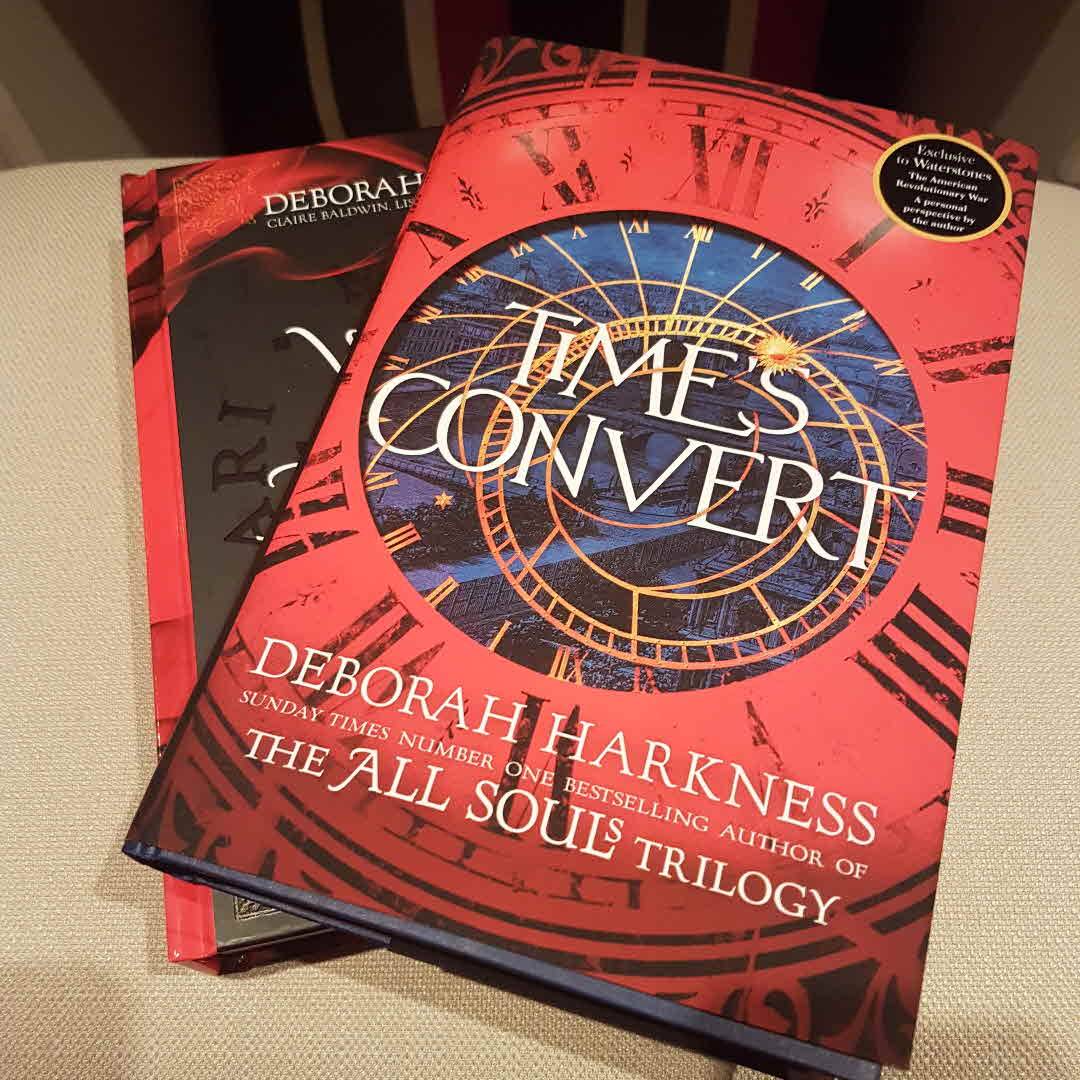 Exclusive
to Waterstones
The American
Revolutionary War
A personal
perspective by
the author
TIME'S
CONVERT
DEBORAH HARKNESS
SUNDAY TIMES NUMBER ONE BESTSELLING AUTHOR OF
THE ALL SOULS TRILOGY
DEBORAH
CLAIRE BALDWIN, LIS
ARI